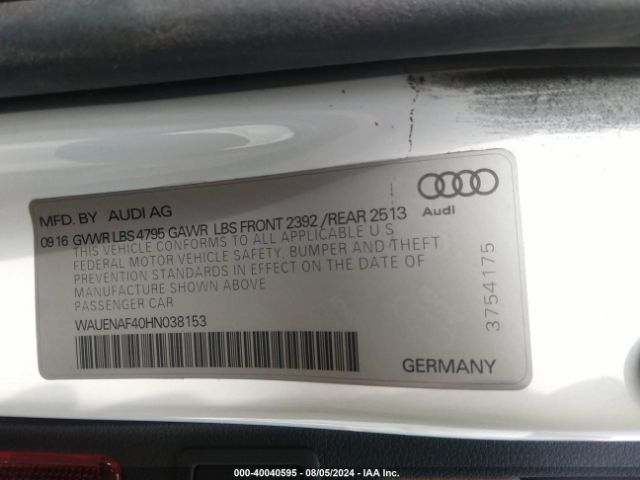 MFD. BY AUDI AG
Audi
09 16 GVWR LBS 4795 GAWR LBS FRONT 2392 /REAR 2513
THIS VEHICLE CONFORMS TO ALL APPLICABLE U S
FEDERAL MOTOR VEHICLE SAFETY, BUMPER AND THEFT
PREVENTION STANDARDS IN EFFECT ON THE DATE OF
MANUFACTURE SHOWN ABOVE
PASSENGER CAR
WAUENAF40HN038153
3754175
GERMANY
000-40040595 - 08/05/2024 - IAA Inc.